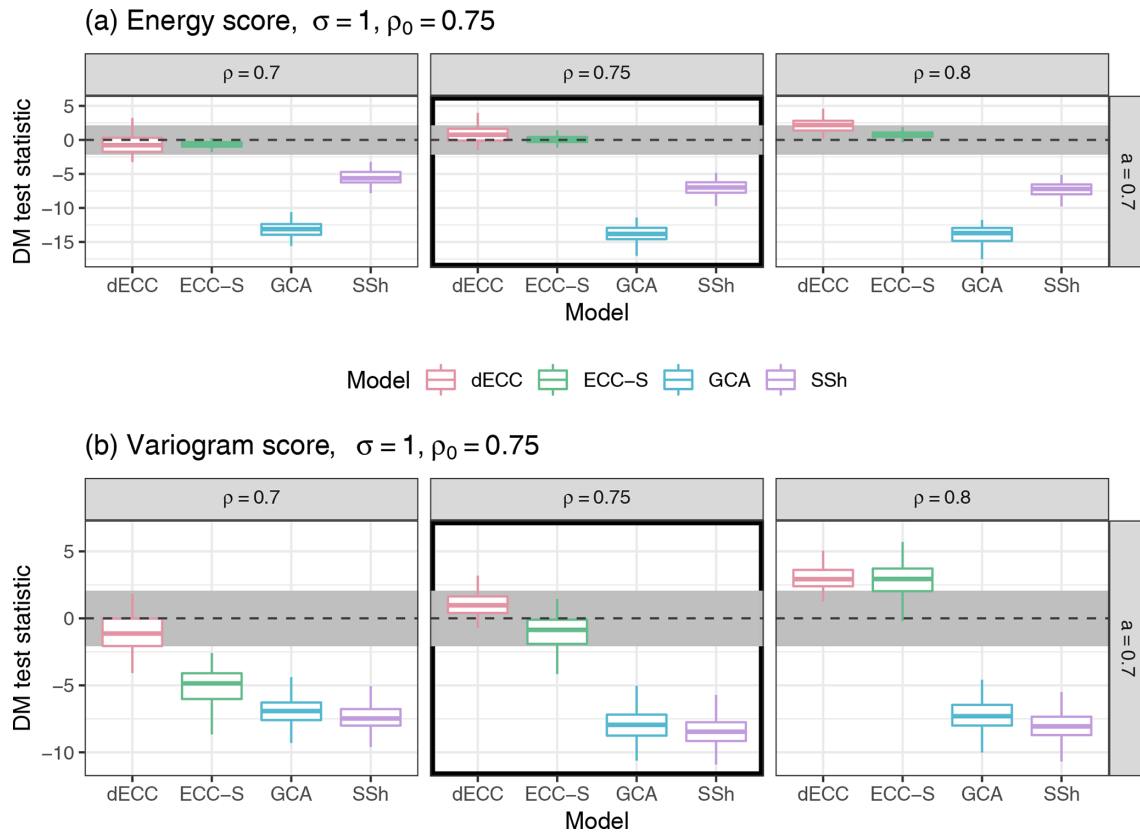 (a) Energy score, σ = 1, ρ₀ = 0.75
ρ = 0.7 ρ = 0.75 ρ = 0.8
DM test statistic
5
0
−5
−10
−15
a = 0.7
dECC ECC−S GCA SSh dECC ECC−S GCA SSh dECC ECC−S GCA SSh
Model
Model dECC ECC−S GCA SSh
(b) Variogram score, σ = 1, ρ₀ = 0.75
ρ = 0.7 ρ = 0.75 ρ = 0.8
DM test statistic
5
0
−5
−10
a = 0.7
dECC ECC−S GCA SSh dECC ECC−S GCA SSh dECC ECC−S GCA SSh
Model